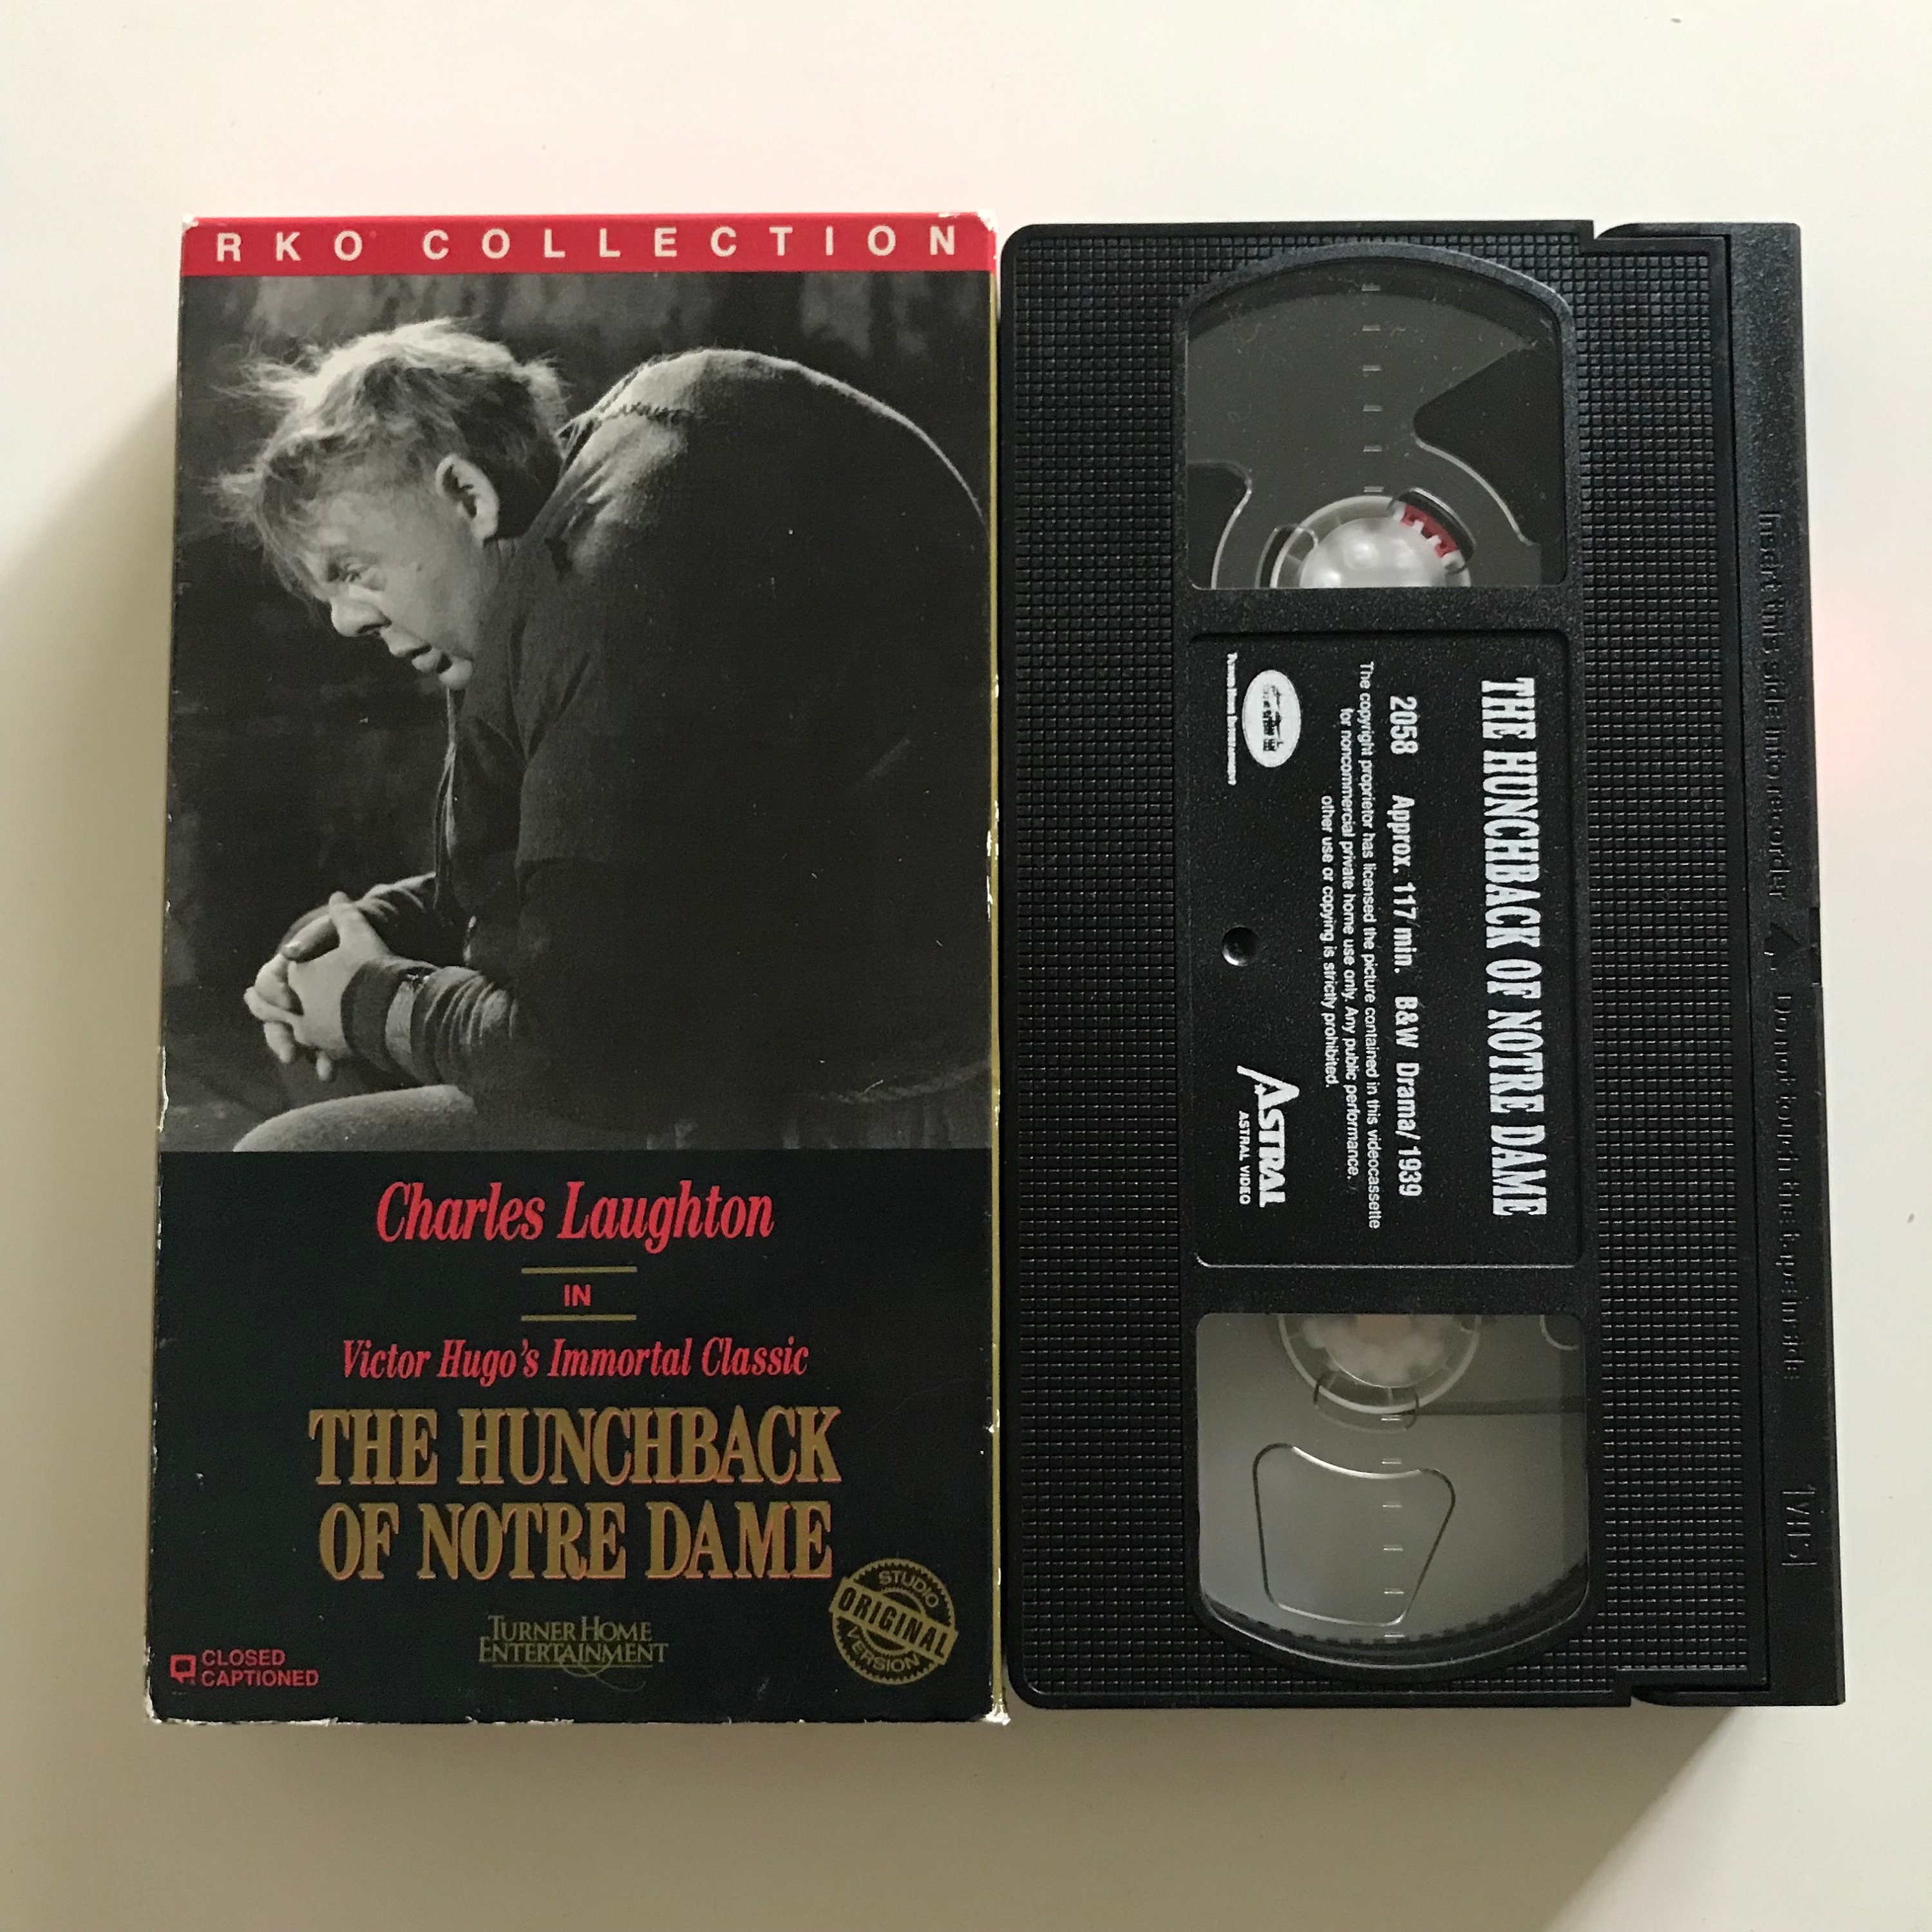 RKO COLLECTION
Charles Laughton
IN
Victor Hugo's Immortal Classic
THE HUNCHBACK
OF NOTRE DAME
TURNER HOME
ENTERTAINMENT
STUDIO
ORIGINAL
VERSION
CLOSED
CAPTIONED
THE HUNCHBACK OF NOTRE DAME
2058 Approx. 117 min. B&W Drama/1939
The copyright proprietor has licensed the picture contained in this videocassette
for noncommercial private home use only. Any public performance,
other use or copying is strictly prohibited.
Turner Home Entertainment
ASTRAL
ASTRAL VIDEO
Insert this side into recorder
Do not touch the tape inside
VHS